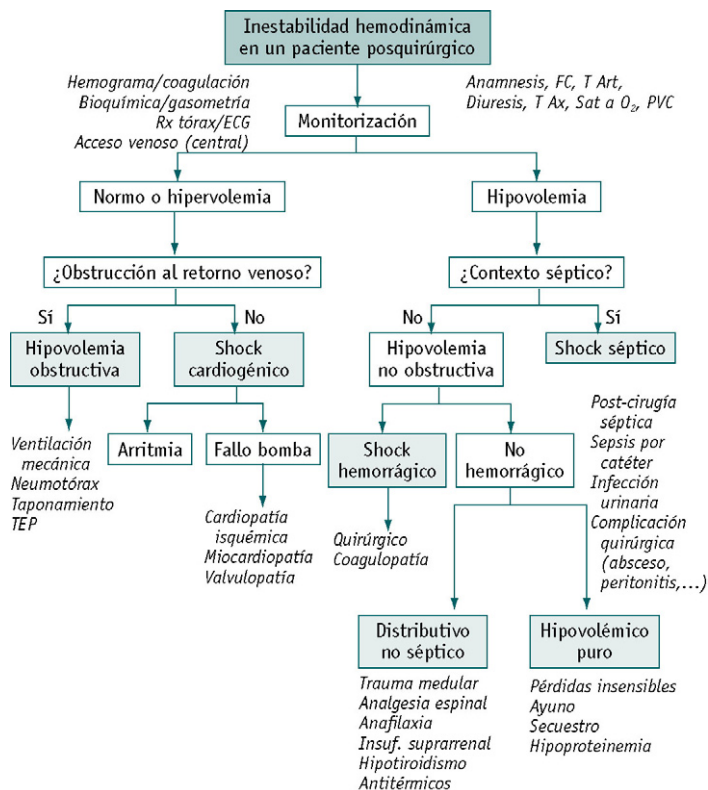 Inestabilidad hemodinámica
en un paciente posquirúrgico
Hemograma/coagulación
Bioquímica/gasometría
Rx tórax/ECG
Acceso venoso (central)
Anamnesis, FC, T Art,
Diuresis, T Ax, Sat a O₂, PVC
Monitorización
Normo o hipervolemia
Hipovolemia
¿Obstrucción al retorno venoso?
¿Contexto séptico?
Sí
No
No
Sí
Hipovolemia
obstructiva
Shock
cardiogénico
Hipovolemia
no obstructiva
Shock séptico
Ventilación
mecánica
Neumotórax
Taponamiento
TEP
Arritmia
Fallo bomba
Cardiopatía
isquémica
Miocardiopatía
Valvulopatía
Shock
hemorrágico
No
hemorrágico
Quirúrgico
Coagulopatía
Post-cirugía
séptica
Sepsis por
catéter
Infección
urinaria
Complicación
quirúrgica
(absceso,
peritonitis,...)
Distributivo
no séptico
Hipovolémico
puro
Trauma medular
Analgesia espinal
Anafilaxia
Insuf. suprarrenal
Hipotiroidismo
Antitérmicos
Pérdidas insensibles
Ayuno
Secuestro
Hipoproteinemia